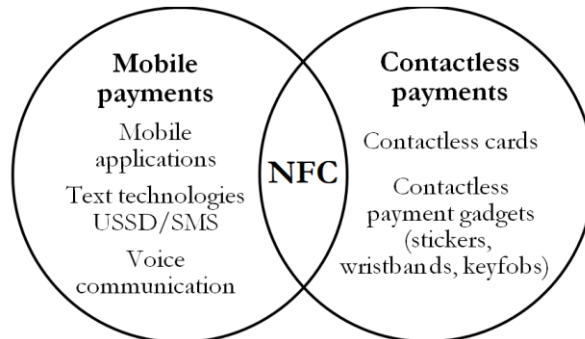 Mobile
payments
Mobile
applications
Text technologies
USSD/SMS
Voice
communication
NFC
Contactless
payments
Contactless cards
Contactless
payment gadgets
(stickers,
wristbands, keyfobs)